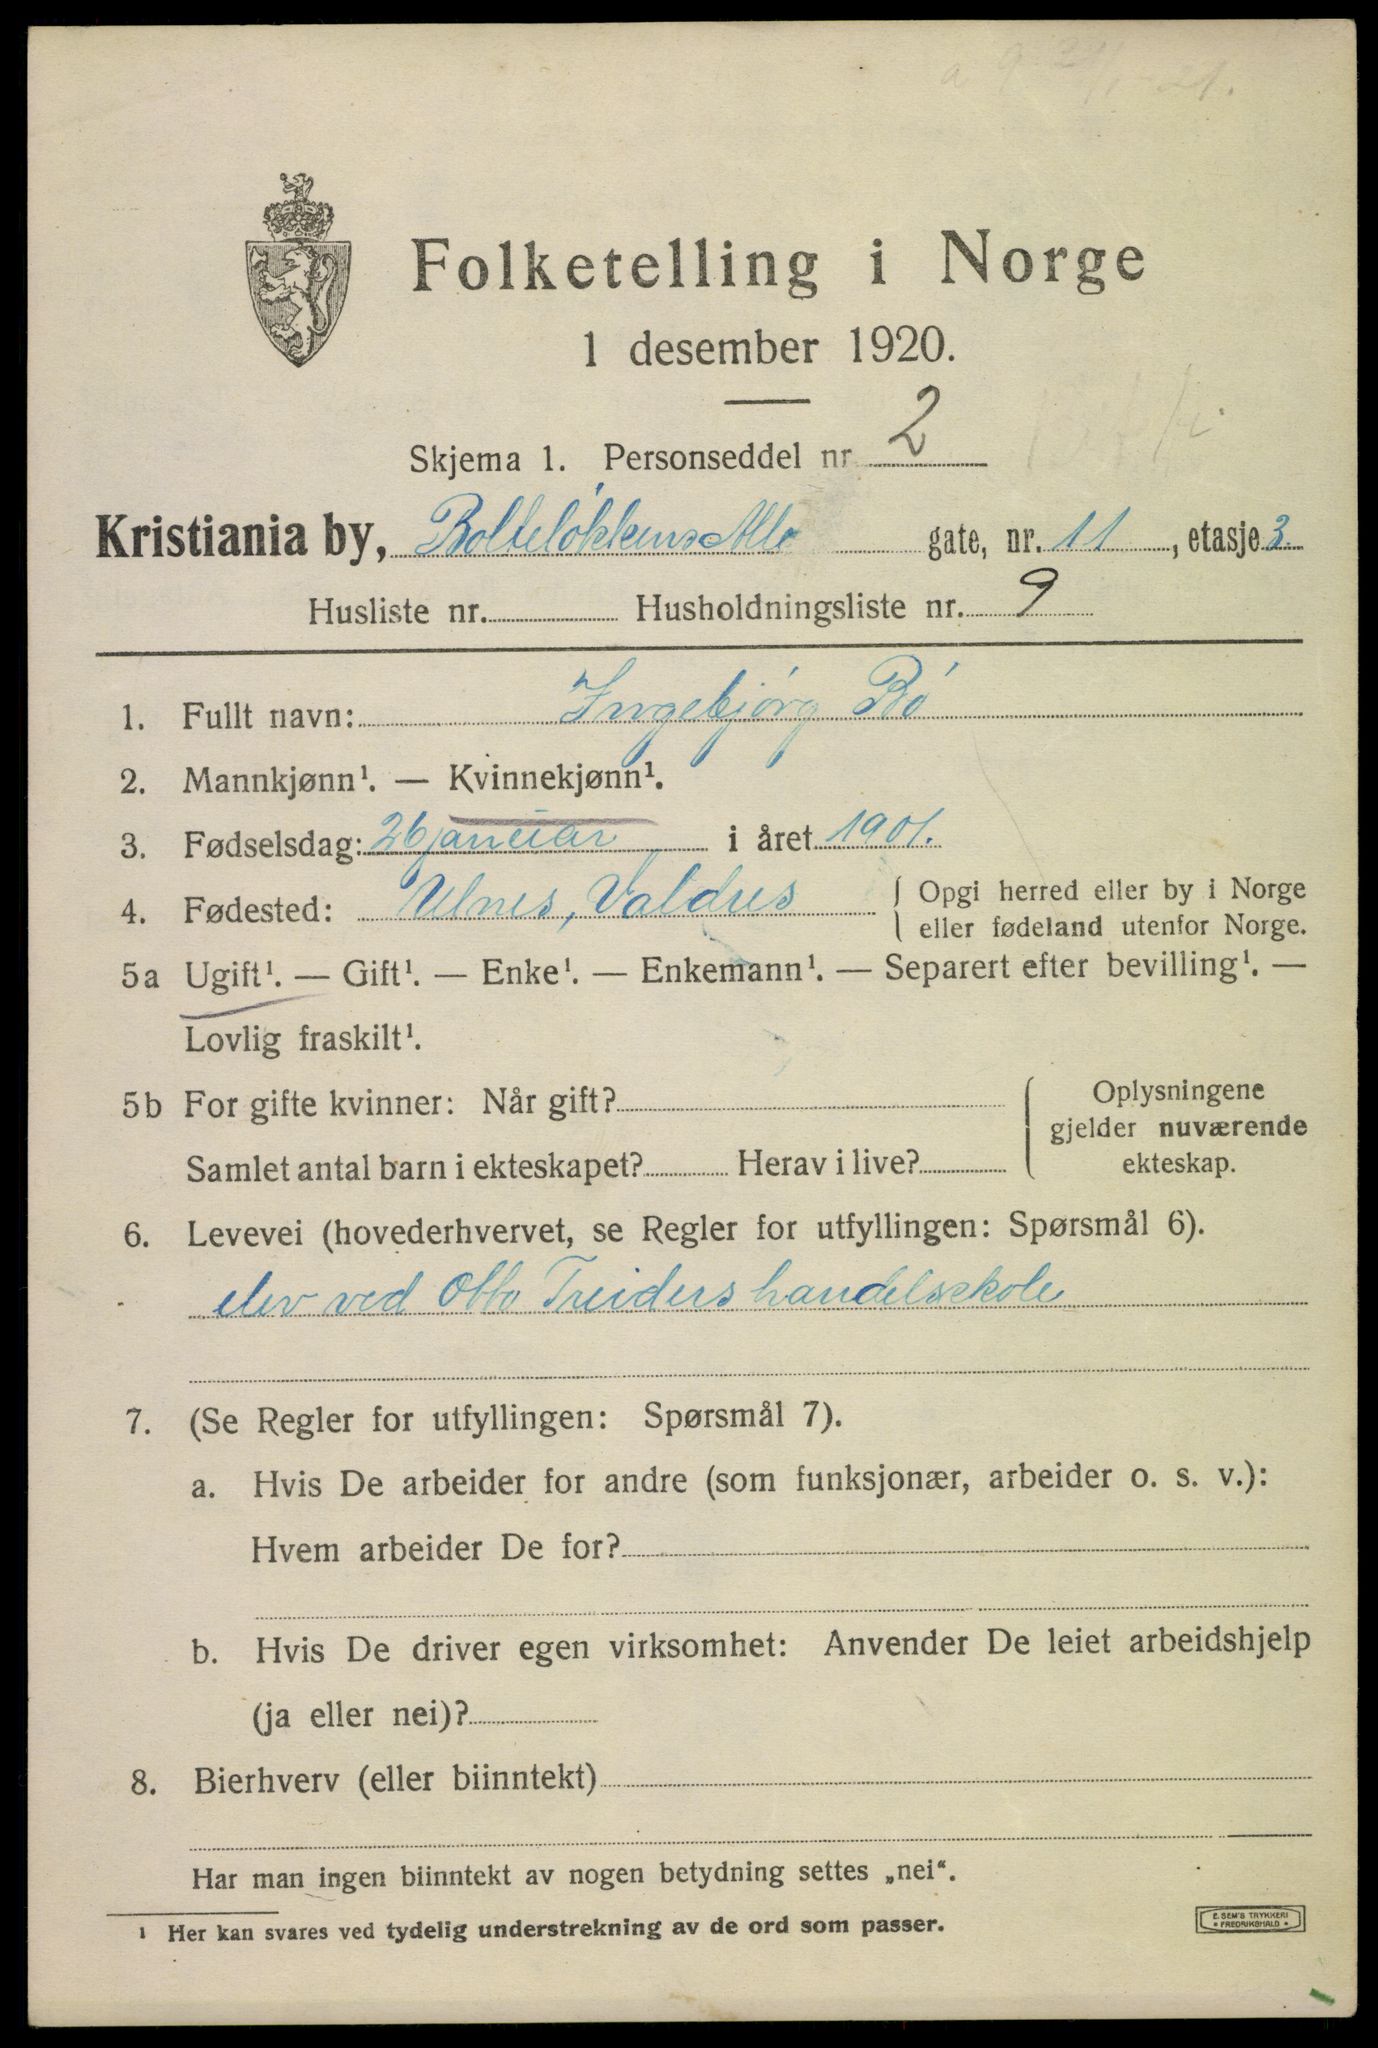 Folketelling i Norge
1 desember 1920.
Skjema 1. Personseddel nr. 2
Kristiania by, Bolteløkkens Alle gate, nr. 11, etasje 3.
Husliste nr. Husholdningsliste nr. 9
1. Fullt navn: Ingebjørg Bø
2. Mannkjønn¹. — Kvinnekjønn¹.
3. Fødselsdag: 26 januar i året 1901.
4. Fødested: Ulnes, Valdres { Opgi herred eller by i Norge
eller fødeland utenfor Norge.
5a Ugift¹. — Gift¹. — Enke¹. — Enkemann¹. — Separert efter bevilling¹. —
Lovlig fraskilt¹.
5b For gifte kvinner: Når gift?
Samlet antal barn i ekteskapet? Herav i live?
{ Oplysningene
gjelder nuværende
ekteskap.
6. Levevei (hovederhvervet, se Regler for utfyllingen: Spørsmål 6).
elev ved Otto Treiders handelsskole
7. (Se Regler for utfyllingen: Spørsmål 7).
a. Hvis De arbeider for andre (som funksjonær, arbeider o. s. v.):
Hvem arbeider De for?
b. Hvis De driver egen virksomhet: Anvender De leiet arbeidshjelp
(ja eller nei)?
8. Bierhverv (eller biinntekt)
Har man ingen biinntekt av nogen betydning settes „nei“.
¹ Her kan svares ved tydelig understrekning av de ord som passer.
E. SEM'S TRYKKERI
• FREDRIKSHALD •